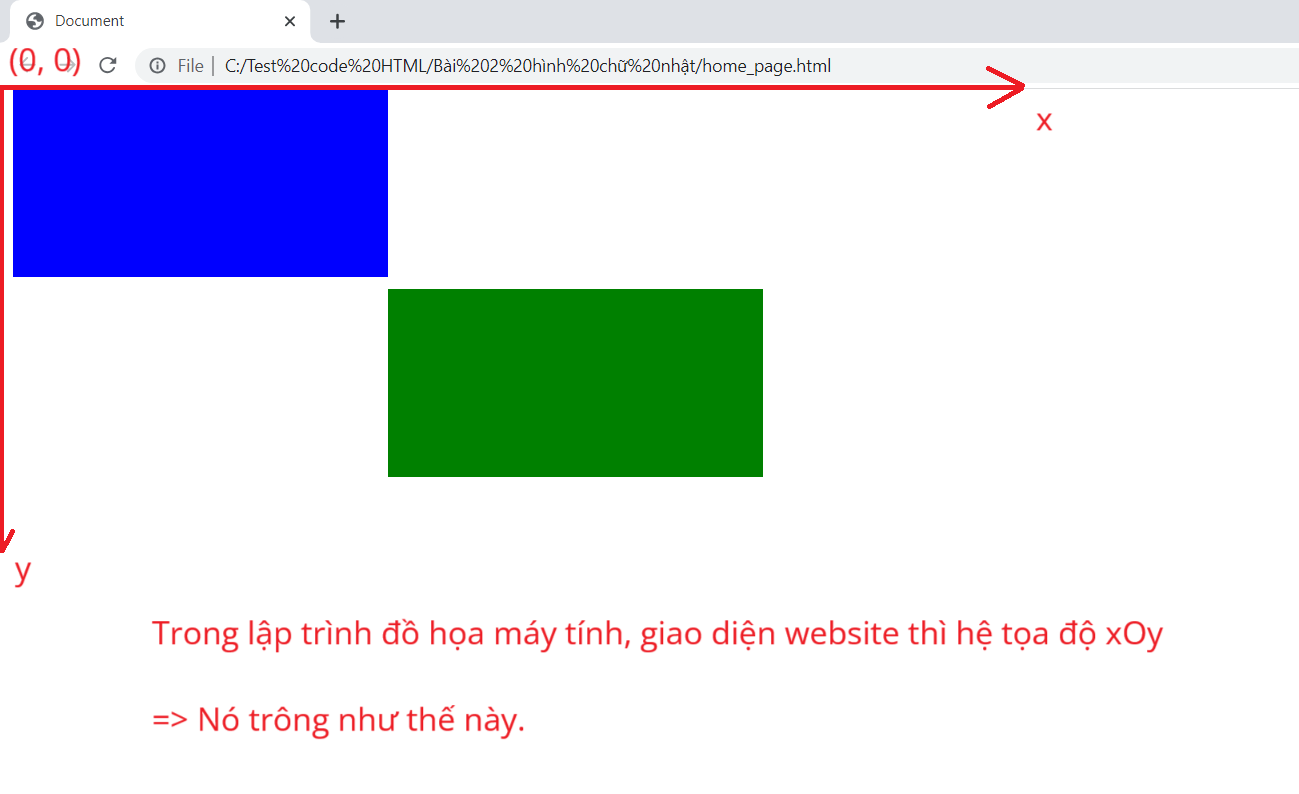 Document
(0, 0)
File | C:/Test%20code%20HTML/Bài%202%20hình%20chữ%20nhật/home_page.html
x
y
Trong lập trình đồ họa máy tính, giao diện website thì hệ tọa độ xOy
=> Nó trông như thế này.